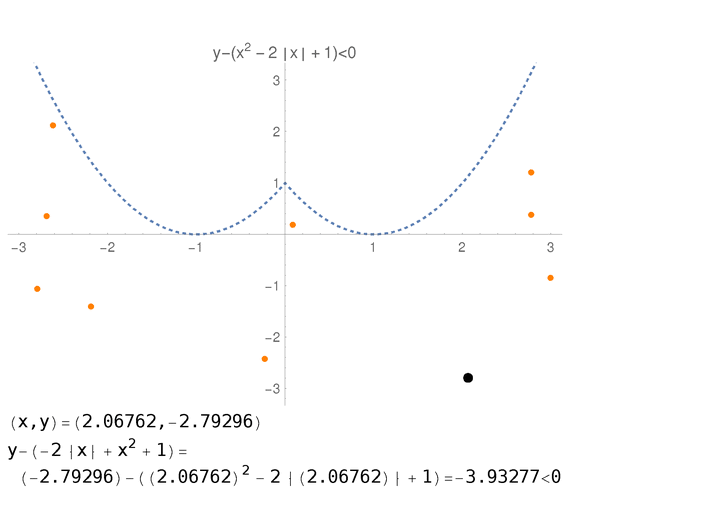 y−(x² − 2 |x| + 1)<0
3
2
1
−3 −2 −1 1 2 3
−1
−2
−3
(x,y)=(2.06762,−2.79296)
y−(−2 |x| + x² + 1)=
(−2.79296)−((2.06762)² − 2 |(2.06762)| + 1)=−3.93277<0